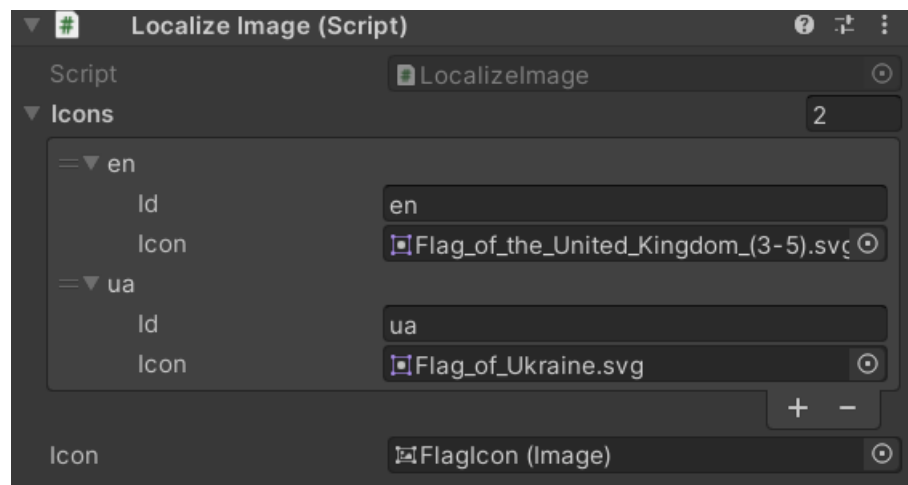 Localize Image (Script)
Script LocalizeImage
Icons 2
en
Id en
Icon Flag_of_the_United_Kingdom_(3-5).svg
ua
Id ua
Icon Flag_of_Ukraine.svg
+ −
Icon FlagIcon (Image)